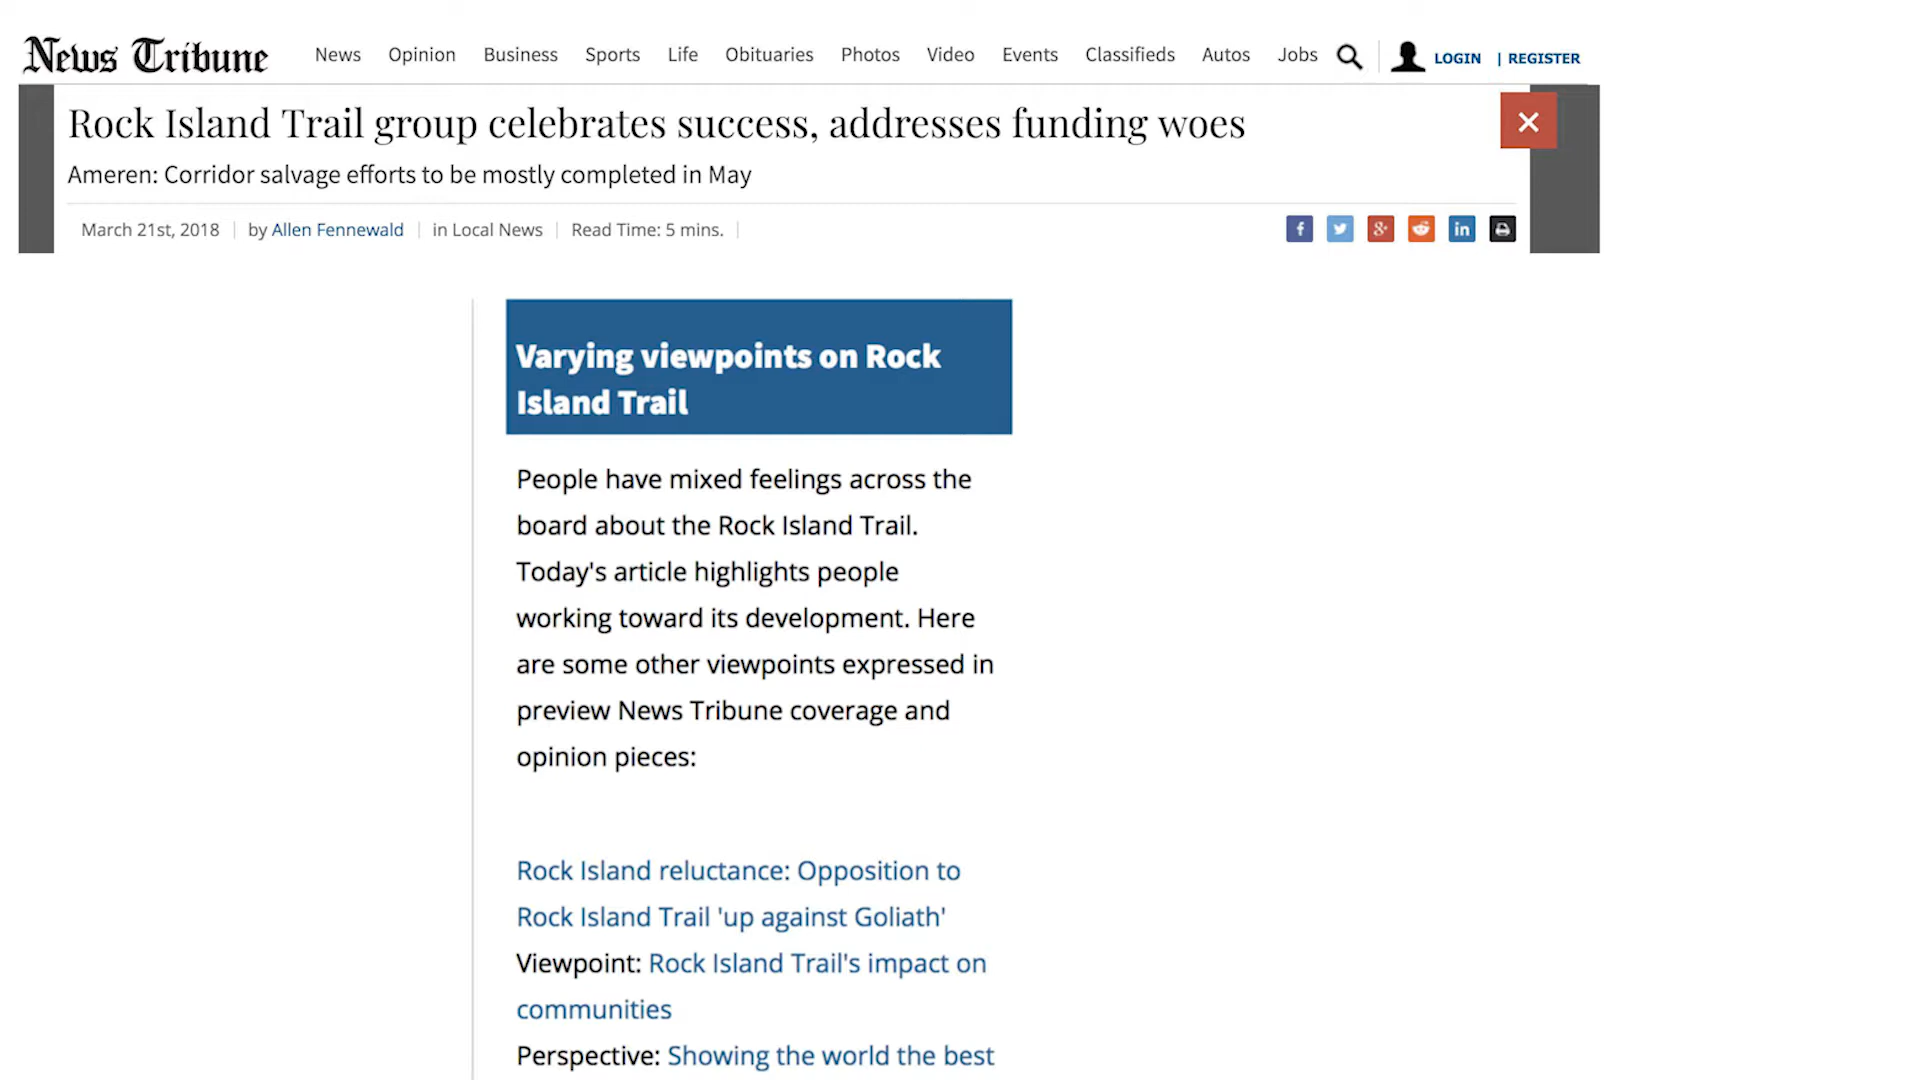 News Tribune
News Opinion Business Sports Life Obituaries Photos Video Events Classifieds Autos Jobs LOGIN | REGISTER
Rock Island Trail group celebrates success, addresses funding woes
Ameren: Corridor salvage efforts to be mostly completed in May
March 21st, 2018 | by Allen Fennewald | in Local News | Read Time: 5 mins. |
Varying viewpoints on Rock
Island Trail
People have mixed feelings across the
board about the Rock Island Trail.
Today's article highlights people
working toward its development. Here
are some other viewpoints expressed in
preview News Tribune coverage and
opinion pieces:
Rock Island reluctance: Opposition to
Rock Island Trail 'up against Goliath'
Viewpoint: Rock Island Trail's impact on
communities
Perspective: Showing the world the best